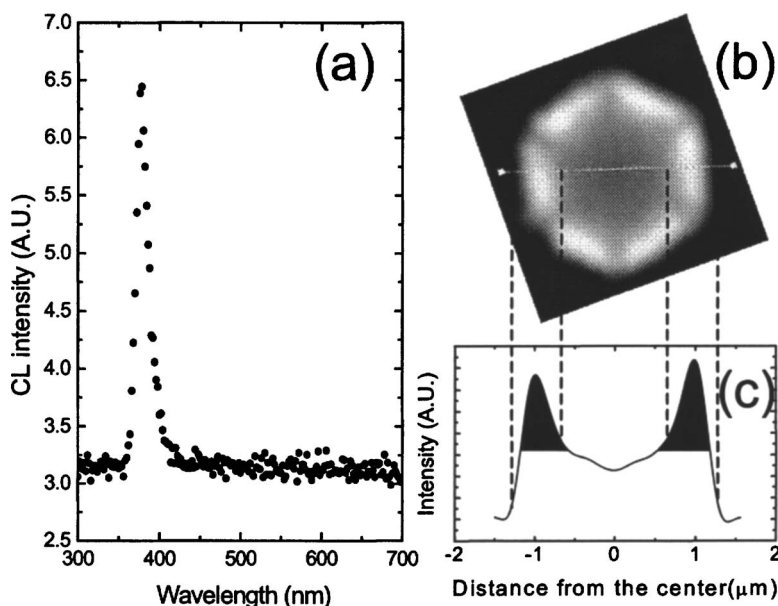 (a)
CL intensity (A.U.)
7.0
6.5
6.0
5.5
5.0
4.5
4.0
3.5
3.0
2.5
300 400 500 600 700
Wavelength (nm)
(b)
(c)
Intensity (A.U.)
-2 -1 0 1 2
Distance from the center(μm)